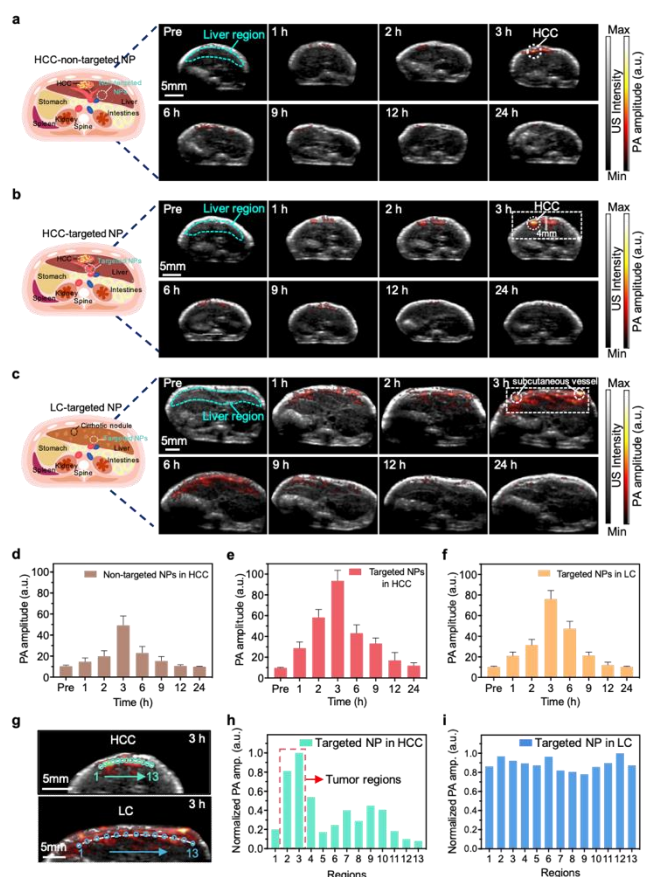 a
HCC-non-targeted NP
HCC
Non-targeted
NPs
Stomach
Liver
Spleen
Kidney
Intestines
Spine
Pre
Liver region
5mm
1 h
2 h
3 h
HCC
6 h
9 h
12 h
24 h
Max
US Intensity
PA amplitude (a.u.)
Min
b
HCC-targeted NP
HCC
Targeted NPs
Stomach
Liver
Spleen
Kidney
Intestines
Spine
Pre
Liver region
5mm
1 h
2 h
3 h
HCC
4mm
6 h
9 h
12 h
24 h
Max
US Intensity
PA amplitude (a.u.)
Min
c
LC-targeted NP
Cirrhotic nodule
Targeted NPs
Stomach
Liver
Spleen
Kidney
Intestines
Spine
Pre
Liver region
5mm
1 h
2 h
3 h
subcutaneous vessel
6 h
9 h
12 h
24 h
Max
US Intensity
PA amplitude (a.u.)
Min
d
Non-targeted NPs in HCC
PA amplitude (a.u.)
100
80
60
40
20
0
Pre 1 2 3 6 9 12 24
Time (h)
e
Targeted NPs
in HCC
PA amplitude (a.u.)
100
80
60
40
20
0
Pre 1 2 3 6 9 12 24
Time (h)
f
Targeted NPs in LC
PA amplitude (a.u.)
100
80
60
40
20
0
Pre 1 2 3 6 9 12 24
Time (h)
g
HCC
3 h
1
13
5mm
LC
3 h
5mm
1
13
h
Targeted NP in HCC
Tumor regions
Normalized PA amp. (a.u.)
1.0
0.8
0.6
0.4
0.2
0
1 2 3 4 5 6 7 8 9 10 11 12 13
Regions
i
Targeted NP in LC
Normalized PA amp. (a.u.)
1.0
0.8
0.6
0.4
0.2
0
1 2 3 4 5 6 7 8 9 10 11 12 13
Regions